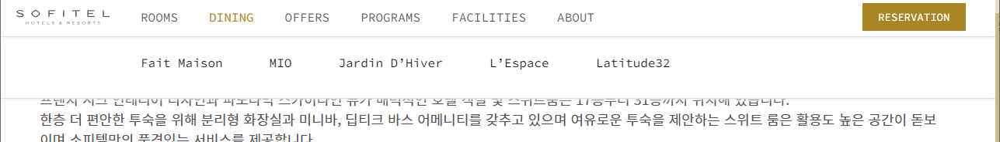 SOFITEL
HOTELS & RESORTS
ROOMS DINING OFFERS PROGRAMS FACILITIES ABOUT
RESERVATION
Fait Maison MIO Jardin D’Hiver L’Espace Latitude32
프렌치 시크 인테리어 디자인과 파노라믹 스카이라인 뷰가 매력적인 호텔 객실 및 스위트룸은 17층부터 31층까지 위치해 있습니다.
한층 더 편안한 투숙을 위해 분리형 화장실과 미니바, 딥티크 바스 어메니티를 갖추고 있으며 여유로운 투숙을 제안하는 스위트 룸은 활용도 높은 공간이 돋보
이며 소피텔만의 품격있는 서비스를 제공합니다.